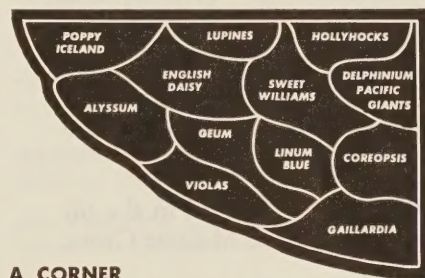 POPPY
ICELAND
LUPINES
HOLLYHOCKS
ENGLISH
DAISY
SWEET
WILLIAMS
DELPHINIUM
PACIFIC
GIANTS
ALYSSUM
GEUM
LINUM
BLUE
COREOPSIS
VIOLAS
GAILLARDIA
A CORNER